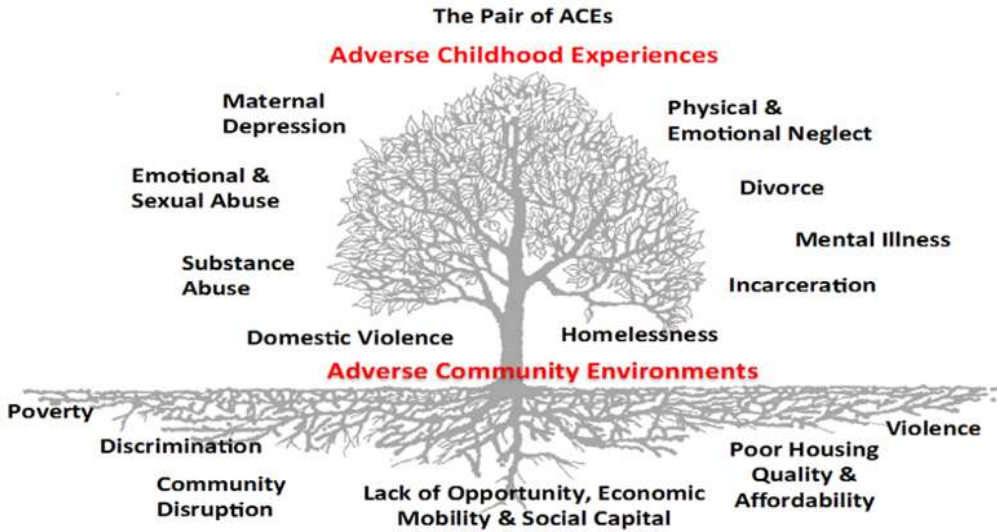 The Pair of ACEs
Adverse Childhood Experiences
Maternal
Depression
Physical &
Emotional Neglect
Emotional &
Sexual Abuse
Divorce
Mental Illness
Substance
Abuse
Incarceration
Domestic Violence
Homelessness
Adverse Community Environments
Poverty
Violence
Discrimination
Poor Housing
Quality &
Affordability
Community
Disruption
Lack of Opportunity, Economic
Mobility & Social Capital